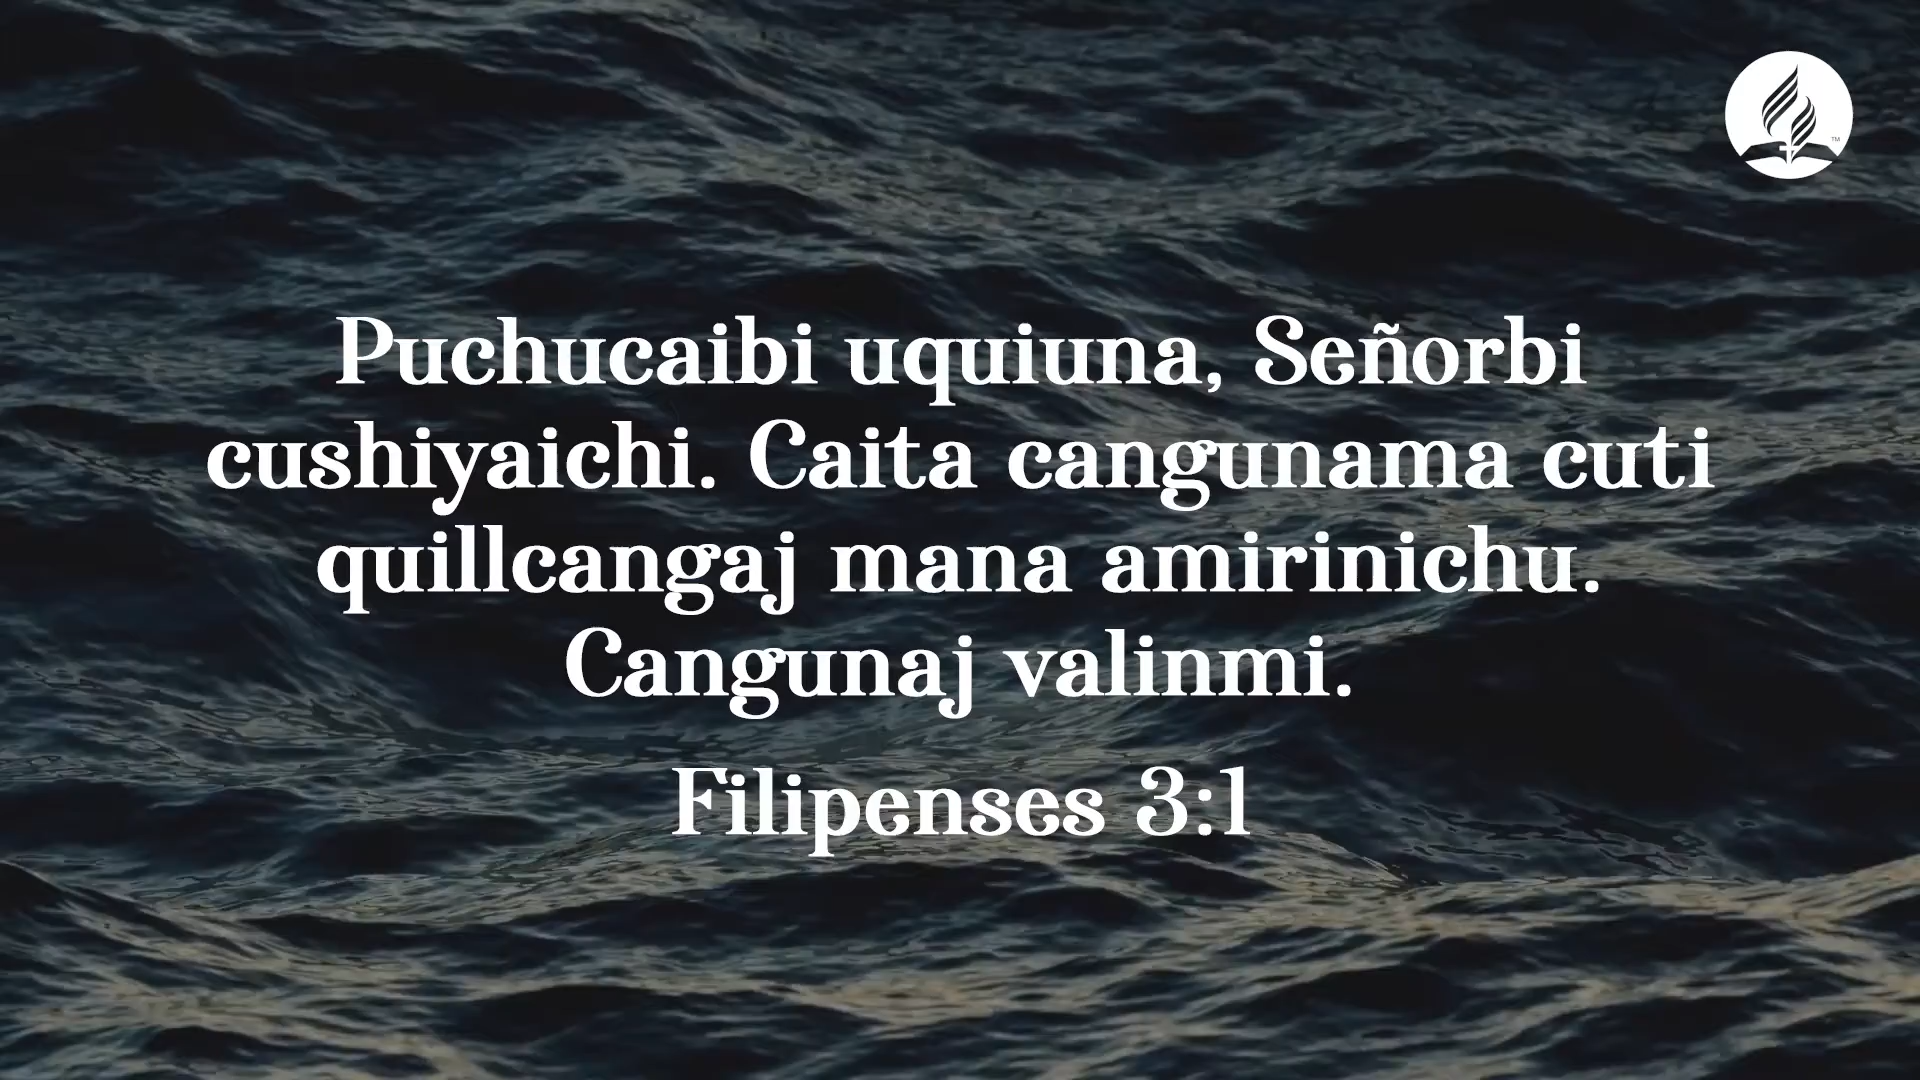 Puchucaibi uquiuna, Señorbi
cushiyaichi. Caita cangunama cuti
quillcangaj mana amirinichu.
Cangunaj valinmi.
Filipenses 3:1